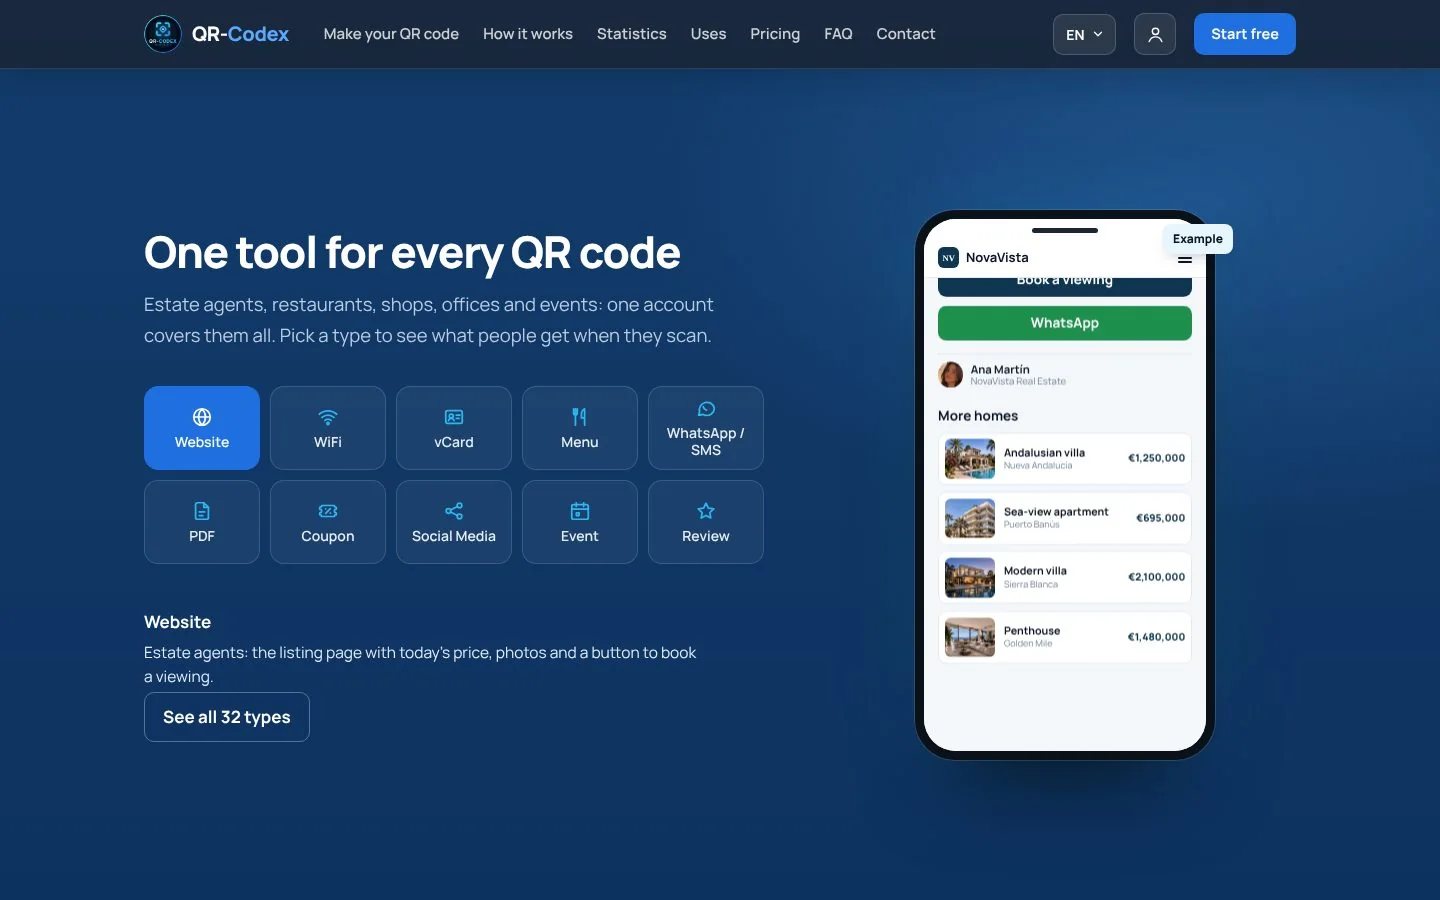 QR-Codex
Make your QR code
How it works
Statistics
Uses
Pricing
FAQ
Contact
EN
Start free
One tool for every QR code
Estate agents, restaurants, shops, offices and events: one account
covers them all. Pick a type to see what people get when they scan.
Website
WiFi
vCard
Menu
WhatsApp /
SMS
PDF
Coupon
Social Media
Event
Review
Website
Estate agents: the listing page with today's price, photos and a button to book
a viewing.
See all 32 types
Example
NV NovaVista
Book a viewing
WhatsApp
Ana Martín
NovaVista Real Estate
More homes
Andalusian villa
Nueva Andalucía
€1,250,000
Sea-view apartment
Puerto Banús
€695,000
Modern villa
Sierra Blanca
€2,100,000
Penthouse
Golden Mile
€1,480,000